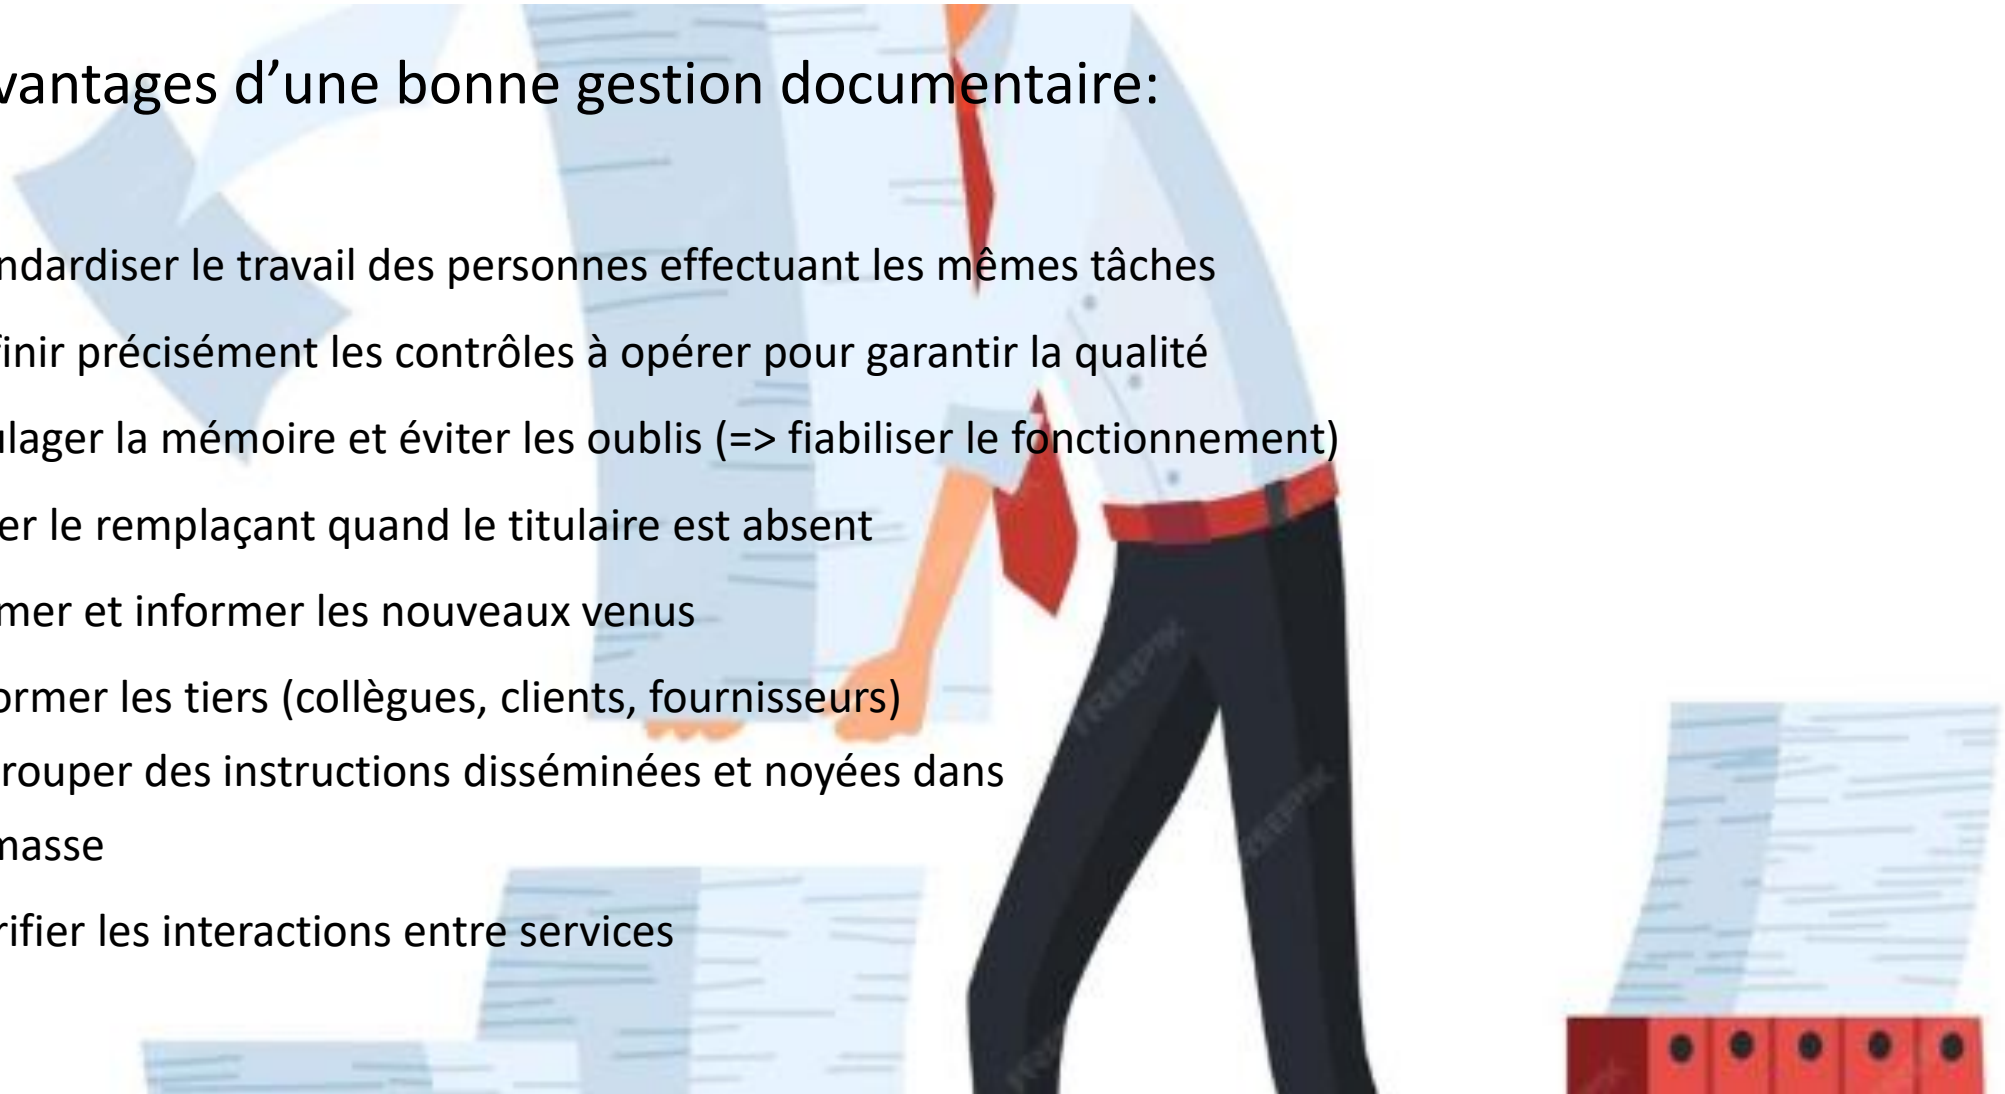 vantages d’une bonne gestion documentaire:
ndardiser le travail des personnes effectuant les mêmes tâches
finir précisément les contrôles à opérer pour garantir la qualité
ulager la mémoire et éviter les oublis (=> fiabiliser le fonctionnement)
er le remplaçant quand le titulaire est absent
mer et informer les nouveaux venus
ormer les tiers (collègues, clients, fournisseurs)
rouper des instructions disséminées et noyées dans
masse
rifier les interactions entre services